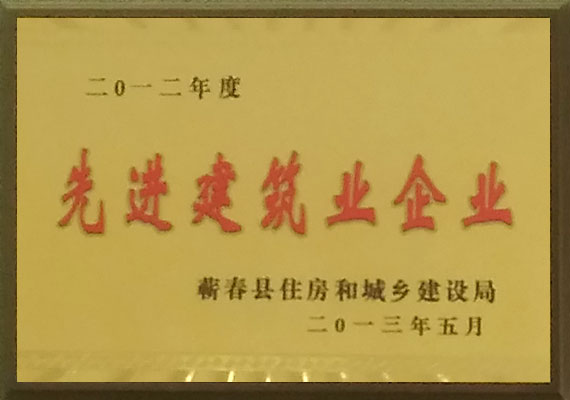 二0一二年度
先进建筑业企业
蕲春县住房和城乡建设局
二0一三年五月